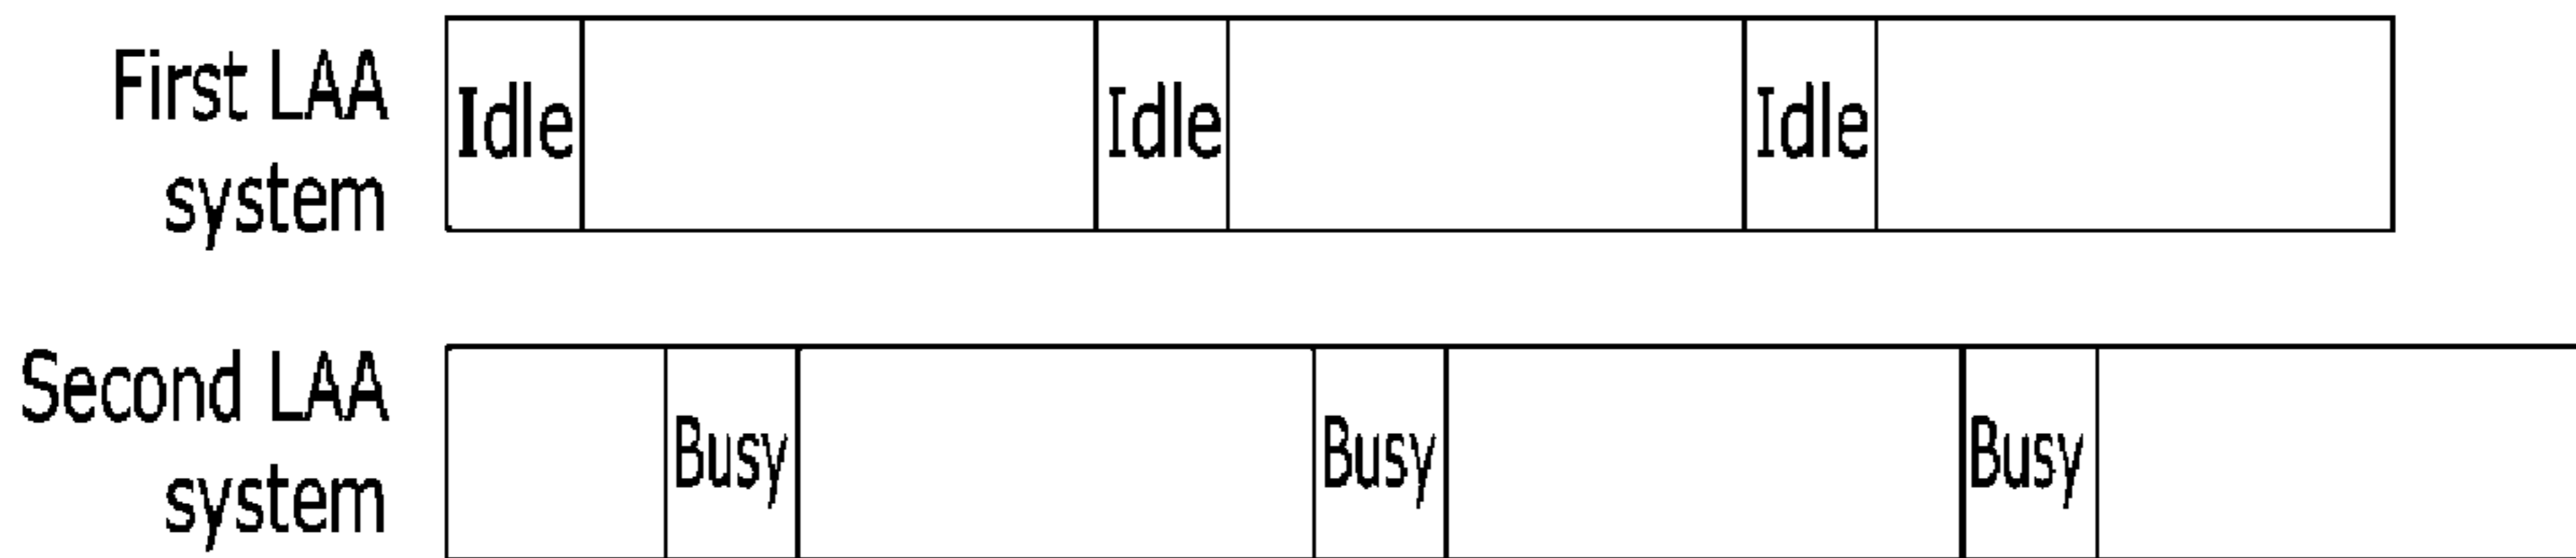 First LAA
system
Idle
Idle
Idle
Second LAA
system
Busy
Busy
Busy